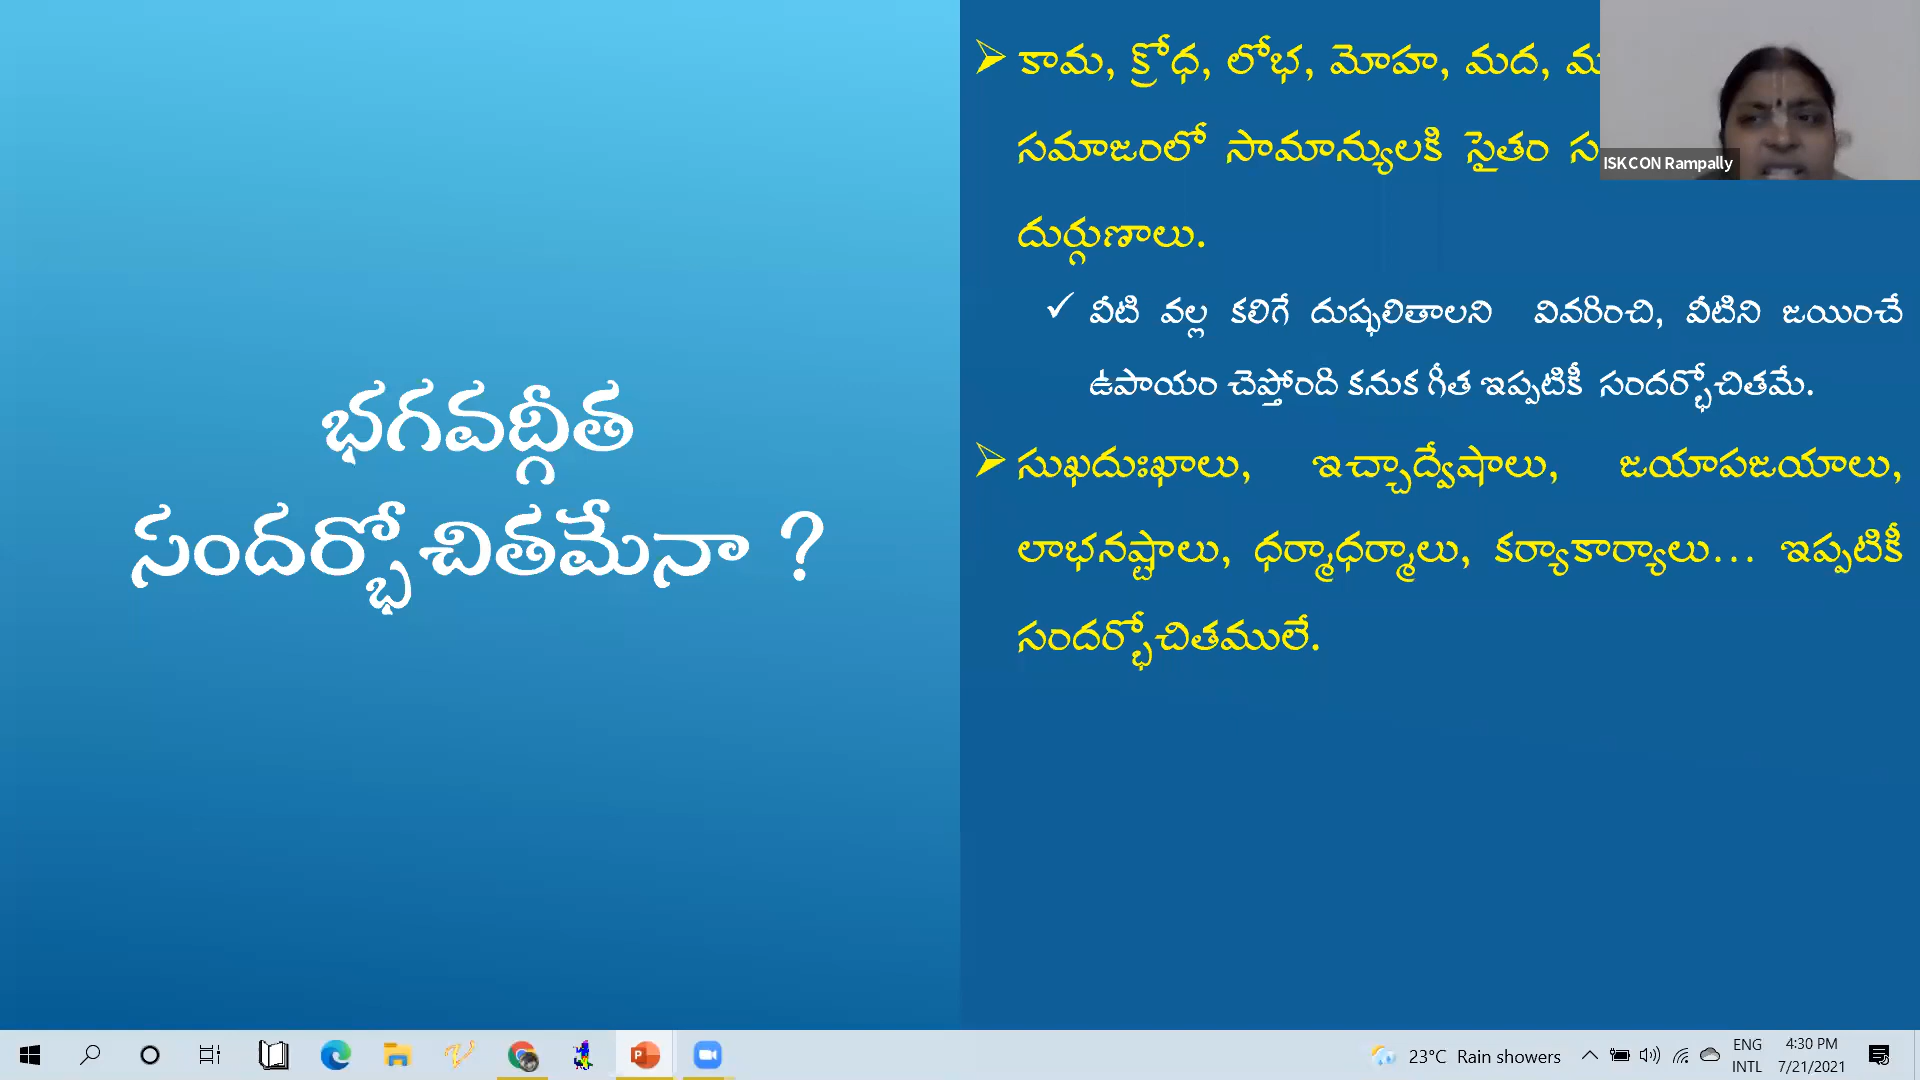 భగవద్గీత
సందర్భోచితమేనా ?
కామ, క్రోధ, లోభ, మోహ, మద,
సమాజంలో సామాన్యులకి సైతం
దుర్గుణాలు.
వీటి వల్ల కలిగే దుష్ఫలితాలని వివరించి, వీటిని జయించే
ఉపాయం చెప్తోంది కనుక గీత ఇప్పటికీ సందర్భోచితమే.
సుఖదుఃఖాలు, ఇచ్ఛాద్వేషాలు, జయాపజయాలు,
లాభనష్టాలు, ధర్మాధర్మాలు, కర్యాకార్యాలు... ఇప్పటికీ
సందర్భోచితములే.
ISKCON Rampally
23°C Rain showers
ENG
INTL
4:30 PM
7/21/2021